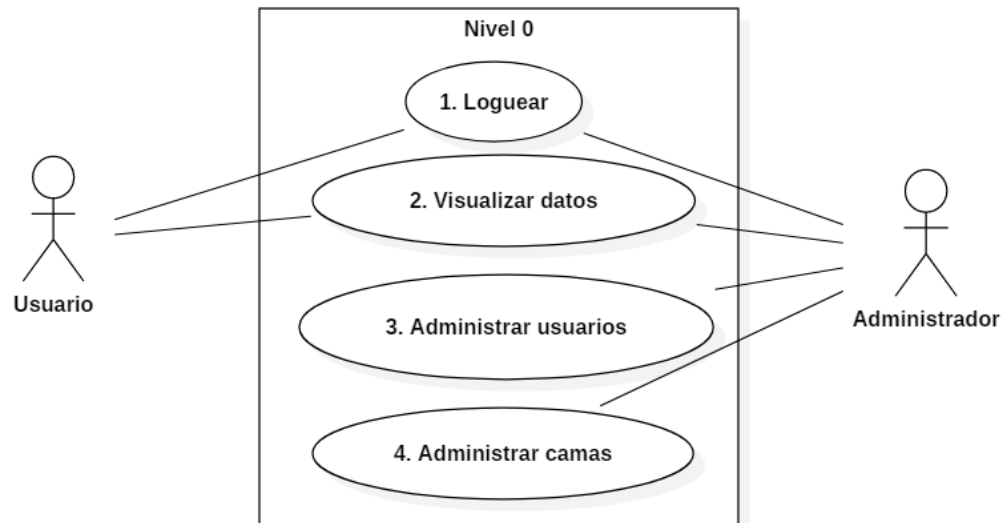 Nivel 0
1. Loguear
2. Visualizar datos
3. Administrar usuarios
4. Administrar camas
Usuario
Administrador